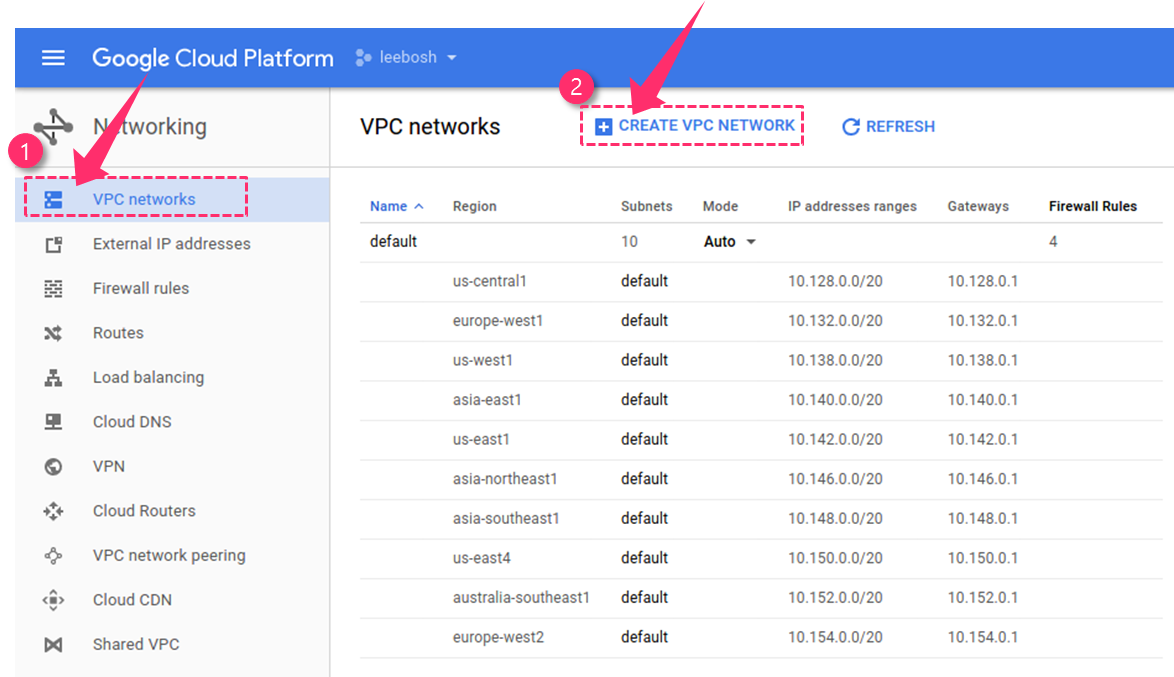 Google Cloud Platform leebosh
2
Networking VPC networks CREATE VPC NETWORK REFRESH
1
VPC networks
External IP addresses
Firewall rules
Routes
Load balancing
Cloud DNS
VPN
Cloud Routers
VPC network peering
Cloud CDN
Shared VPC
Name Region Subnets Mode IP addresses ranges Gateways Firewall Rules
default 10 Auto 4
us-central1 default 10.128.0.0/20 10.128.0.1
europe-west1 default 10.132.0.0/20 10.132.0.1
us-west1 default 10.138.0.0/20 10.138.0.1
asia-east1 default 10.140.0.0/20 10.140.0.1
us-east1 default 10.142.0.0/20 10.142.0.1
asia-northeast1 default 10.146.0.0/20 10.146.0.1
asia-southeast1 default 10.148.0.0/20 10.148.0.1
us-east4 default 10.150.0.0/20 10.150.0.1
australia-southeast1 default 10.152.0.0/20 10.152.0.1
europe-west2 default 10.154.0.0/20 10.154.0.1